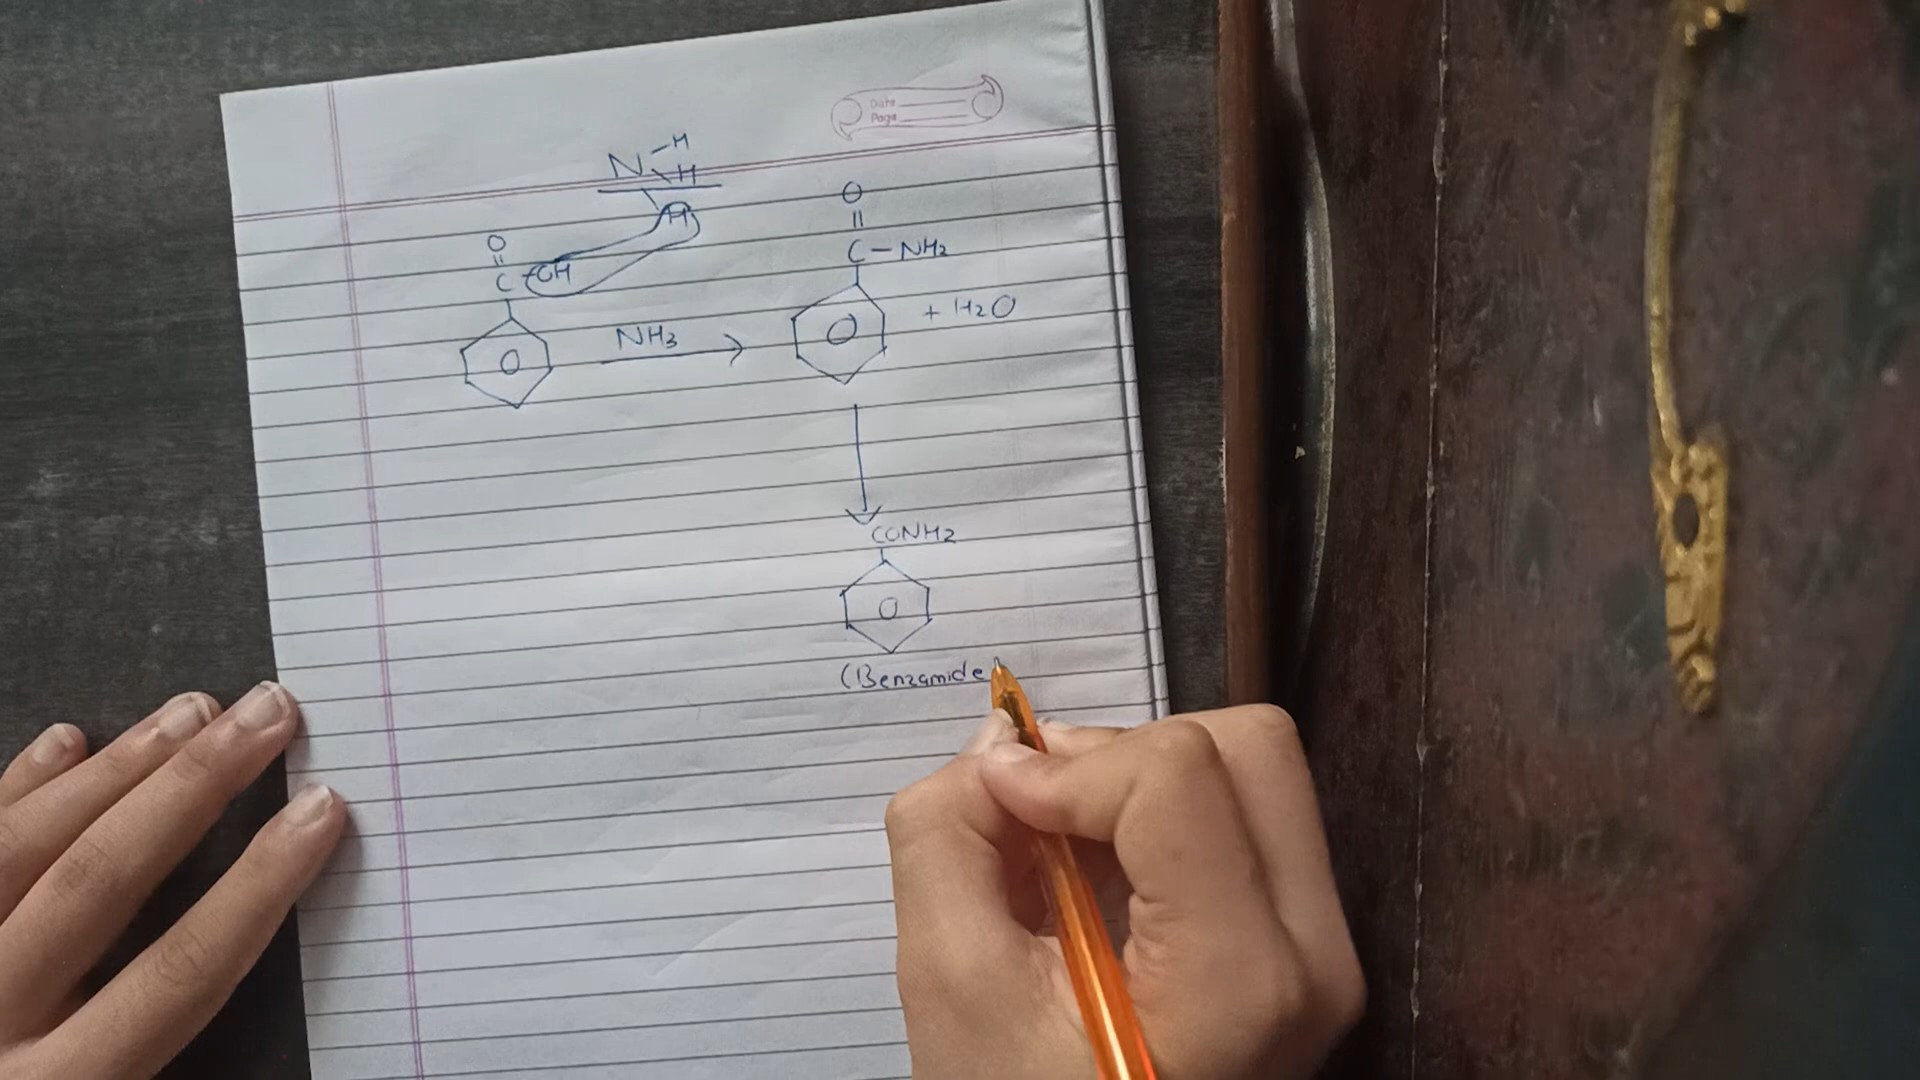 Date
Page
N-H
H
H
O
O
C-NH2
C-OH
+ H2O
NH3
CONH2
(Benzamide